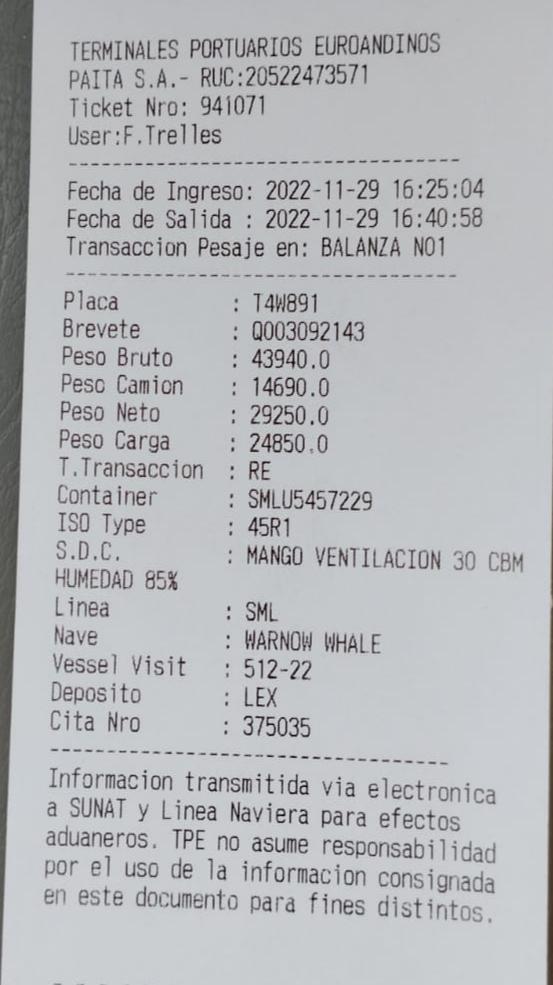 TERMINALES PORTUARIOS EUROANDINOS
PAITA S.A.- RUC:20522473571
Ticket Nro: 941071
User:F.Trelles
------------------------------------
Fecha de Ingreso: 2022-11-29 16:25:04
Fecha de Salida : 2022-11-29 16:40:58
Transaccion Pesaje en: BALANZA NO1
------------------------------------
Placa : T4W891
Brevete : Q003092143
Peso Bruto : 43940.0
Peso Camion : 14690.0
Peso Neto : 29250.0
Peso Carga : 24850.0
T.Transaccion : RE
Container : SMLU5457229
ISO Type : 45R1
S.D.C. : MANGO VENTILACION 30 CBM
HUMEDAD 85%
Linea : SML
Nave : WARNOW WHALE
Vessel Visit : 512-22
Deposito : LEX
Cita Nro : 375035
------------------------------------
Informacion transmitida via electronica
a SUNAT y Linea Naviera para efectos
aduaneros. TPE no asume responsabilidad
por el uso de la informacion consignada
en este documento para fines distintos.